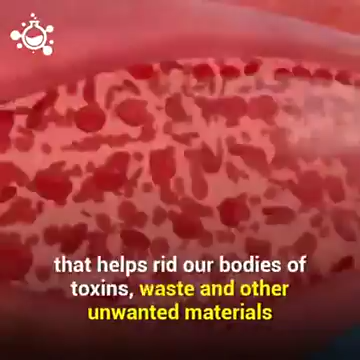 that helps rid our bodies of
toxins, waste and other
unwanted materials